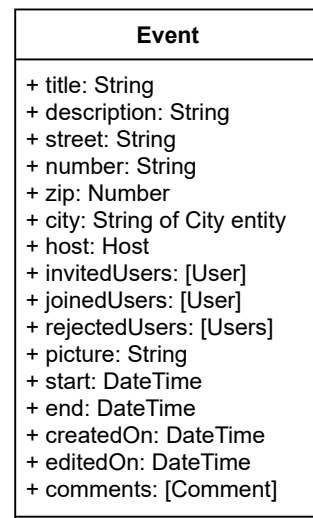 Event
+ title: String
+ description: String
+ street: String
+ number: String
+ zip: Number
+ city: String of City entity
+ host: Host
+ invitedUsers: [User]
+ joinedUsers: [User]
+ rejectedUsers: [Users]
+ picture: String
+ start: DateTime
+ end: DateTime
+ createdOn: DateTime
+ editedOn: DateTime
+ comments: [Comment]